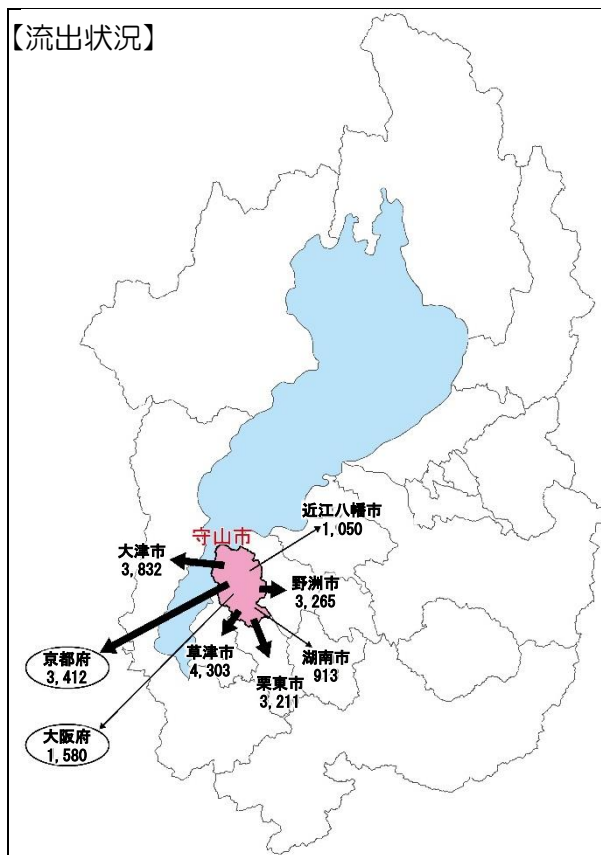 【流出状況】
近江八幡市
1,050
守山市
大津市
3,832
野洲市
3,265
京都府
3,412
草津市
4,303
湖南市
913
栗東市
3,211
大阪府
1,580